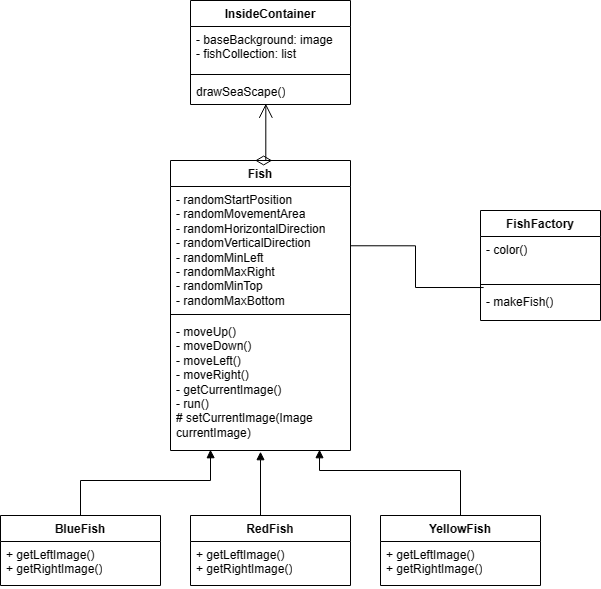 InsideContainer
- baseBackground: image
- fishCollection: list
drawSeaScape()
Fish
- randomStartPosition
- randomMovementArea
- randomHorizontalDirection
- randomVerticalDirection
- randomMinLeft
- randomMaxRight
- randomMinTop
- randomMaxBottom
- moveUp()
- moveDown()
- moveLeft()
- moveRight()
- getCurrentImage()
- run()
# setCurrentImage(Image
currentImage)
FishFactory
- color()
- makeFish()
BlueFish
+ getLeftImage()
+ getRightImage()
RedFish
+ getLeftImage()
+ getRightImage()
YellowFish
+ getLeftImage()
+ getRightImage()